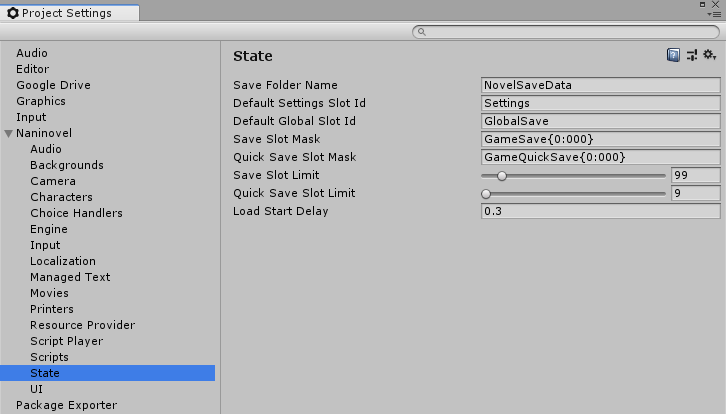 Project Settings
Audio
Editor
Google Drive
Graphics
Input
Naninovel
Audio
Backgrounds
Camera
Characters
Choice Handlers
Engine
Input
Localization
Managed Text
Movies
Printers
Resource Provider
Script Player
Scripts
State
UI
Package Exporter
State
Save Folder Name NovelSaveData
Default Settings Slot Id Settings
Default Global Slot Id GlobalSave
Save Slot Mask GameSave{0:000}
Quick Save Slot Mask GameQuickSave{0:000}
Save Slot Limit 99
Quick Save Slot Limit 9
Load Start Delay 0.3